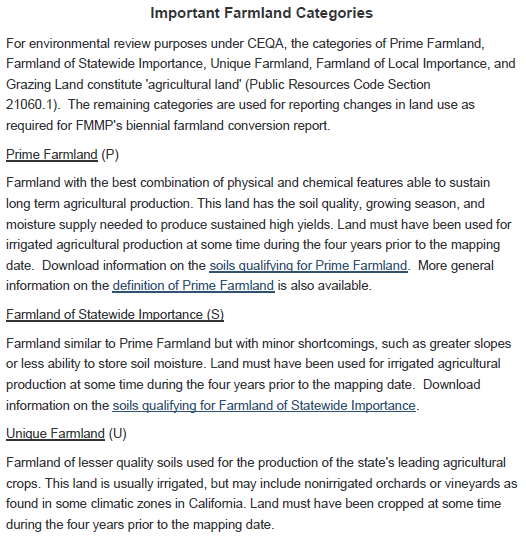 Important Farmland Categories
For environmental review purposes under CEQA, the categories of Prime Farmland,
Farmland of Statewide Importance, Unique Farmland, Farmland of Local Importance, and
Grazing Land constitute 'agricultural land' (Public Resources Code Section
21060.1).  The remaining categories are used for reporting changes in land use as
required for FMMP's biennial farmland conversion report.
Prime Farmland (P)
Farmland with the best combination of physical and chemical features able to sustain
long term agricultural production. This land has the soil quality, growing season, and
moisture supply needed to produce sustained high yields. Land must have been used for
irrigated agricultural production at some time during the four years prior to the mapping
date.  Download information on the soils qualifying for Prime Farmland.  More general
information on the definition of Prime Farmland is also available.
Farmland of Statewide Importance (S)
Farmland similar to Prime Farmland but with minor shortcomings, such as greater slopes
or less ability to store soil moisture. Land must have been used for irrigated agricultural
production at some time during the four years prior to the mapping date.  Download
information on the soils qualifying for Farmland of Statewide Importance.
Unique Farmland (U)
Farmland of lesser quality soils used for the production of the state's leading agricultural
crops. This land is usually irrigated, but may include nonirrigated orchards or vineyards as
found in some climatic zones in California. Land must have been cropped at some time
during the four years prior to the mapping date.